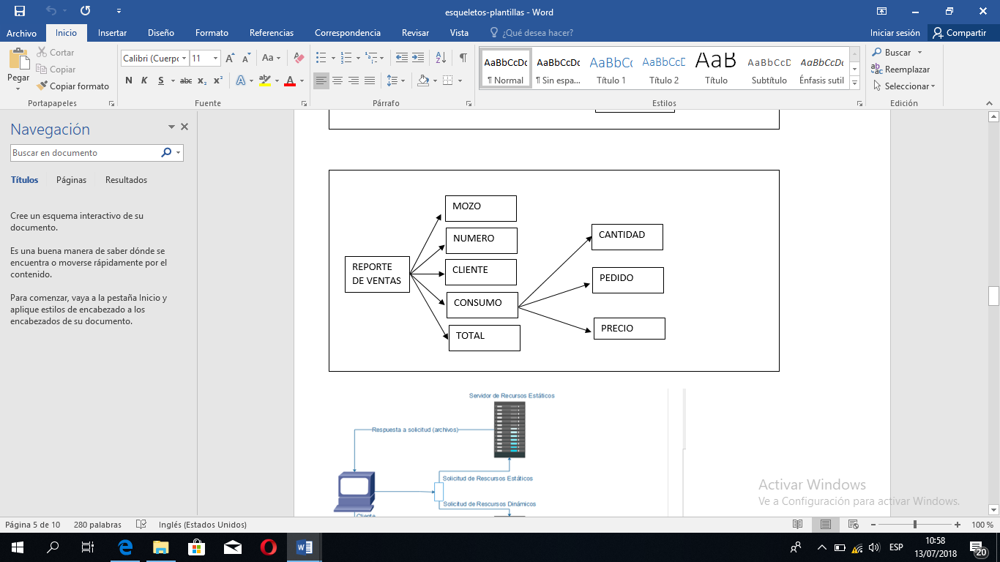 esqueletos-plantillas - Word
Archivo Inicio Insertar Diseño Formato Referencias Correspondencia Revisar Vista ¿Qué desea hacer? Iniciar sesión Compartir
Pegar
Cortar
Copiar
Copiar formato
Portapapeles
Calibri (Cuerpo 11
Aa
N K S abc x₂ x²
Fuente
Párrafo
AaBbCcDc AaBbCcDc AaBbCc AaBbCcD AaB AaBbCcD AaBbCcDc
¶ Normal ¶ Sin espa... Título 1 Título 2 Título Subtítulo Énfasis sutil
Estilos
Buscar
Reemplazar
Seleccionar
Edición
Navegación
Buscar en documento
Títulos Páginas Resultados
Cree un esquema interactivo de su
documento.
Es una buena manera de saber dónde se
encuentra o moverse rápidamente por el
contenido.
Para comenzar, vaya a la pestaña Inicio y
aplique estilos de encabezado a los
encabezados de su documento.
REPORTE
DE VENTAS
MOZO
NUMERO
CLIENTE
CONSUMO
TOTAL
CANTIDAD
PEDIDO
PRECIO
Servidor de Recursos Estáticos
Respuesta a solicitud (archivos)
Solicitud de Rescursos Estáticos
Solicitud de Rescursos Dinámicos
Cliente
Activar Windows
Ve a Configuración para activar Windows.
Página 5 de 10 280 palabras Inglés (Estados Unidos) 100 %
ESP
10:58
13/07/2018
20